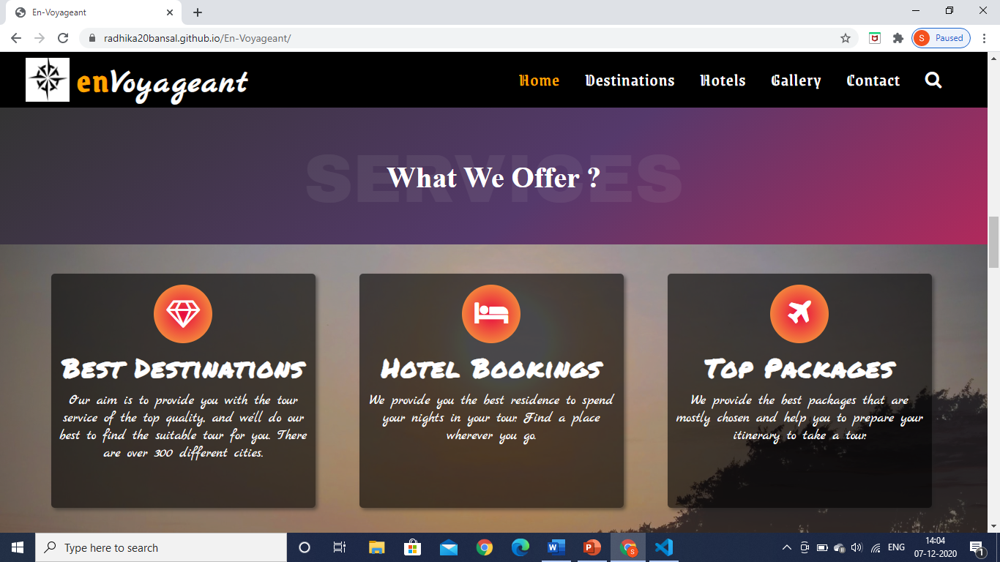 En-Voyageant
radhika20bansal.github.io/En-Voyageant/
S Paused
enVoyageant
Home Destinations Hotels Gallery Contact
SERVICES
What We Offer ?
Best Destinations
Our aim is to provide you with the tour
service of the top quality, and we'll do our
best to find the suitable tour for you. There
are over 300 different cities.
Hotel Bookings
We provide you the best residence to spend
your nights in your tour. Find a place
wherever you go.
Top Packages
We provide the best packages that are
mostly chosen and help you to prepare your
itinerary to take a tour.
Type here to search
ENG
14:04
07-12-2020
1